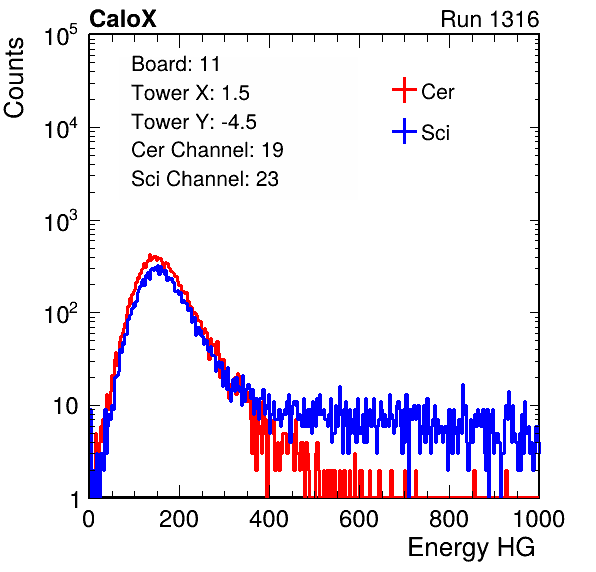 CaloX Run 1316
Counts
10^5
10^4
10^3
10^2
10
1
Board: 11
Tower X: 1.5
Tower Y: -4.5
Cer Channel: 19
Sci Channel: 23
Cer
Sci
0 200 400 600 800 1000
Energy HG